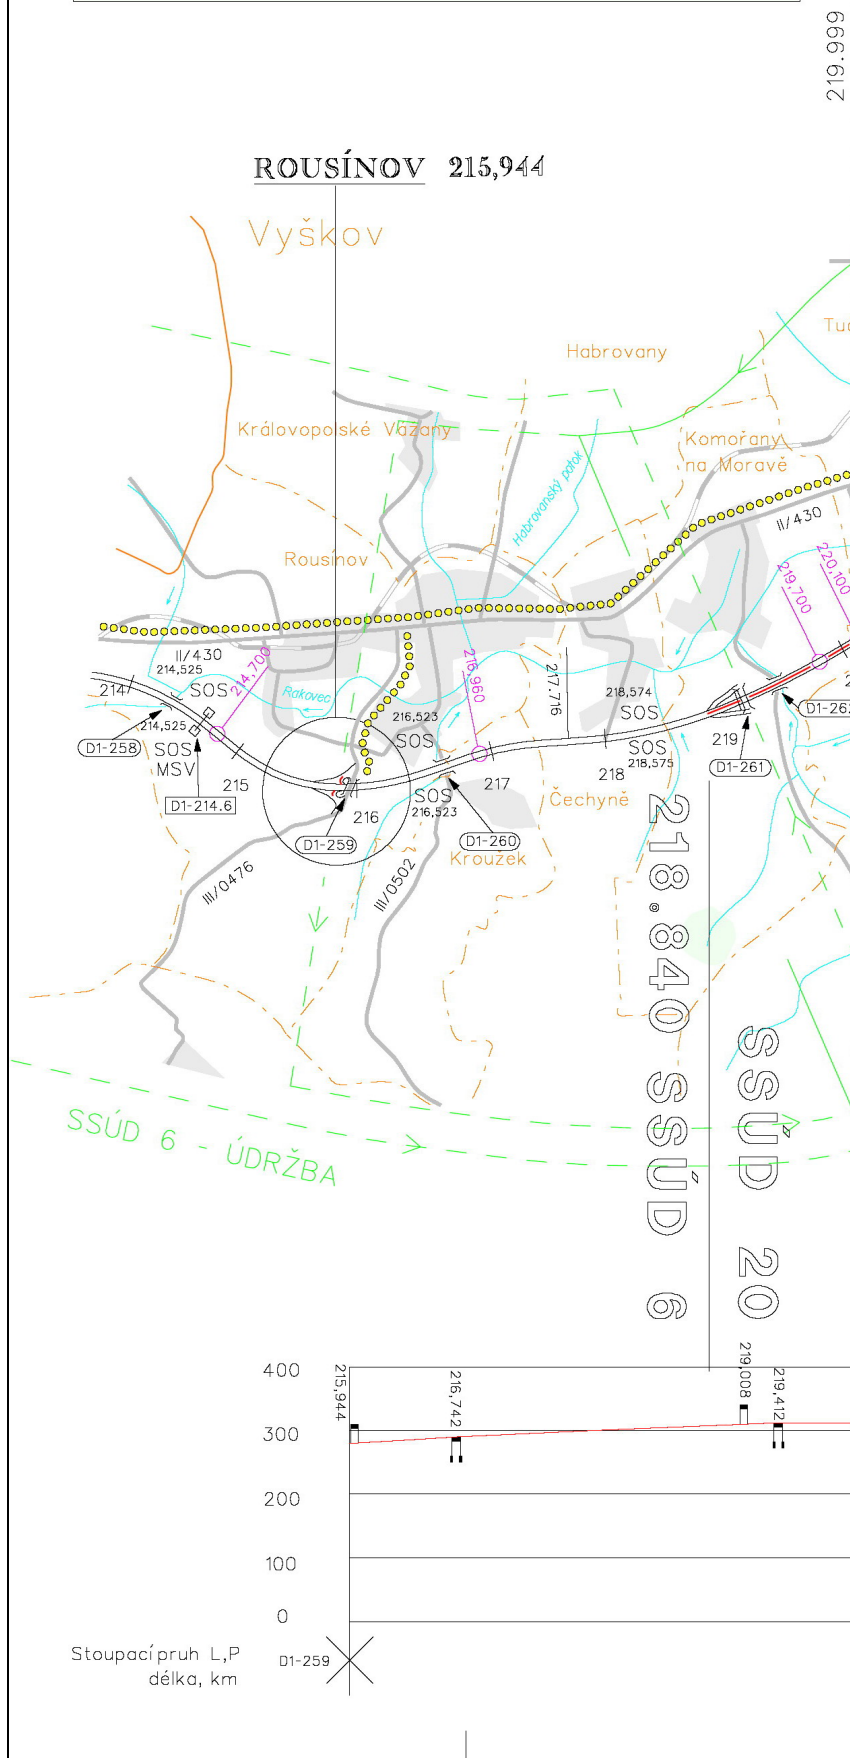 219.999
ROUSÍNOV 215,944
Vyškov
Habrovany
Královopolské Vážany
Komořany
na Moravě
Habrovanský potok
II/430
Rousínov
219,700
220,100
II/430
214,525
214
SOS
214,700
Rakovec
216,523
SOS
216,960
217.716
218,574
SOS
SOS
218,575
219
D1-262
D1-261
214,525
D1-258
SOS
MSV
D1-214.6
215
216
D1-259
SOS
216,523
217
218
D1-260
Čechyně
Kroužek
III/0476
III/0502
218.840 SSÚD 6
SSÚD 20
SSÚD 6 - ÚDRŽBA
400
300
200
100
0
215,944
216,742
219,008
219,412
Stoupací pruh L,P
délka, km
D1-259